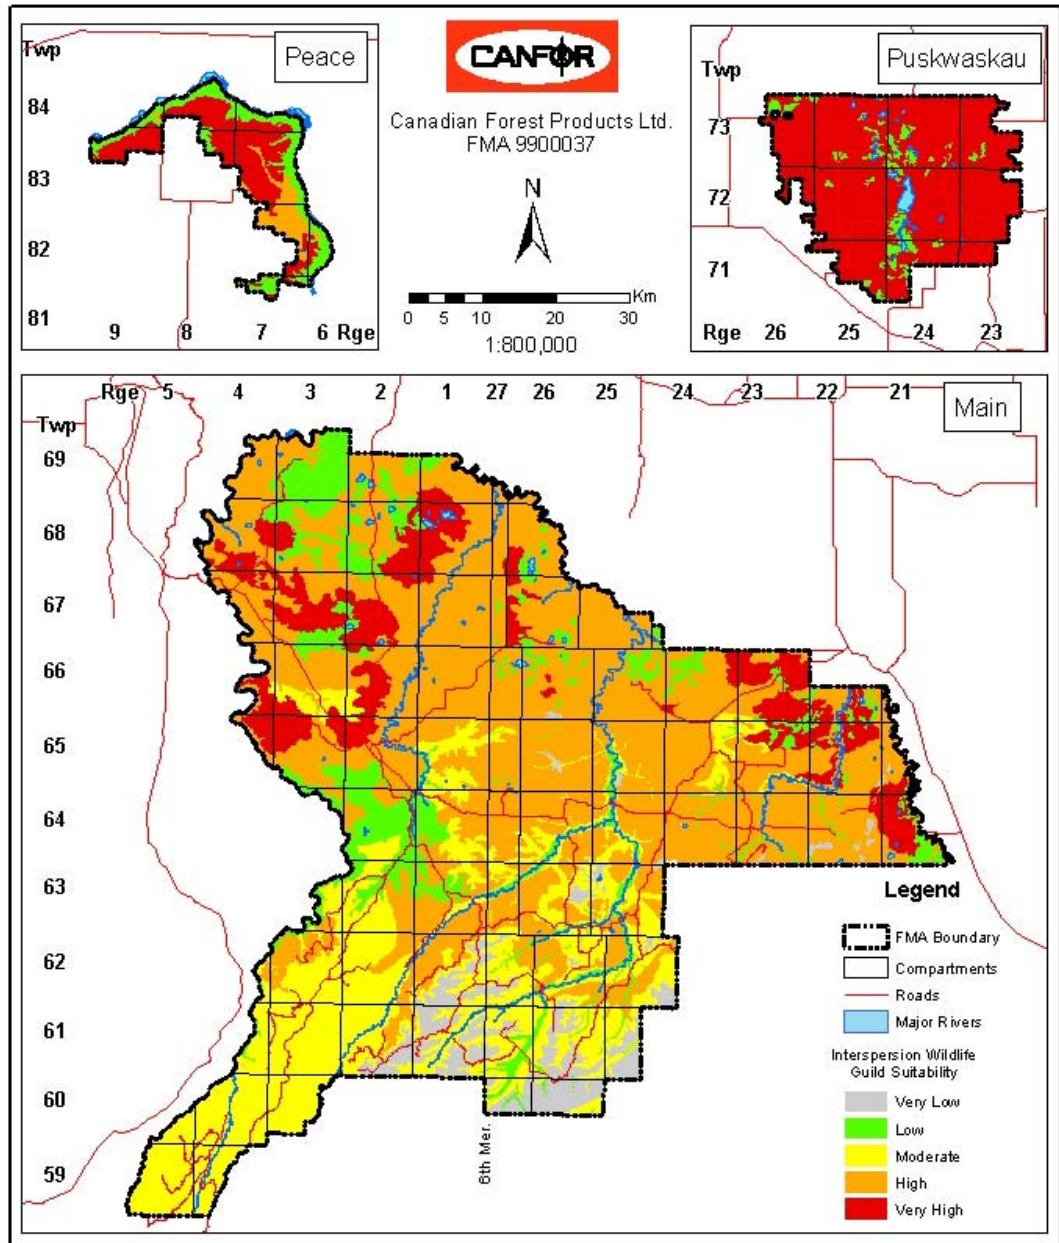 Peace
Twp
84
83
82
81
9 8 7 6 Rge
CANFOR
Canadian Forest Products Ltd.
FMA 9900037
N
Km
0 5 10 20 30
1:800,000
Puskwaskau
Twp
73
72
71
Rge 26 25 24 23
Main
Rge 5 4 3 2 1 27 26 25 24 23 22 21
Twp
69
68
67
66
65
64
63
62
61
60
59
6th Mer.
Legend
FMA Boundary
Compartments
Roads
Major Rivers
Interspersion Wildlife
Guild Suitability
Very Low
Low
Moderate
High
Very High